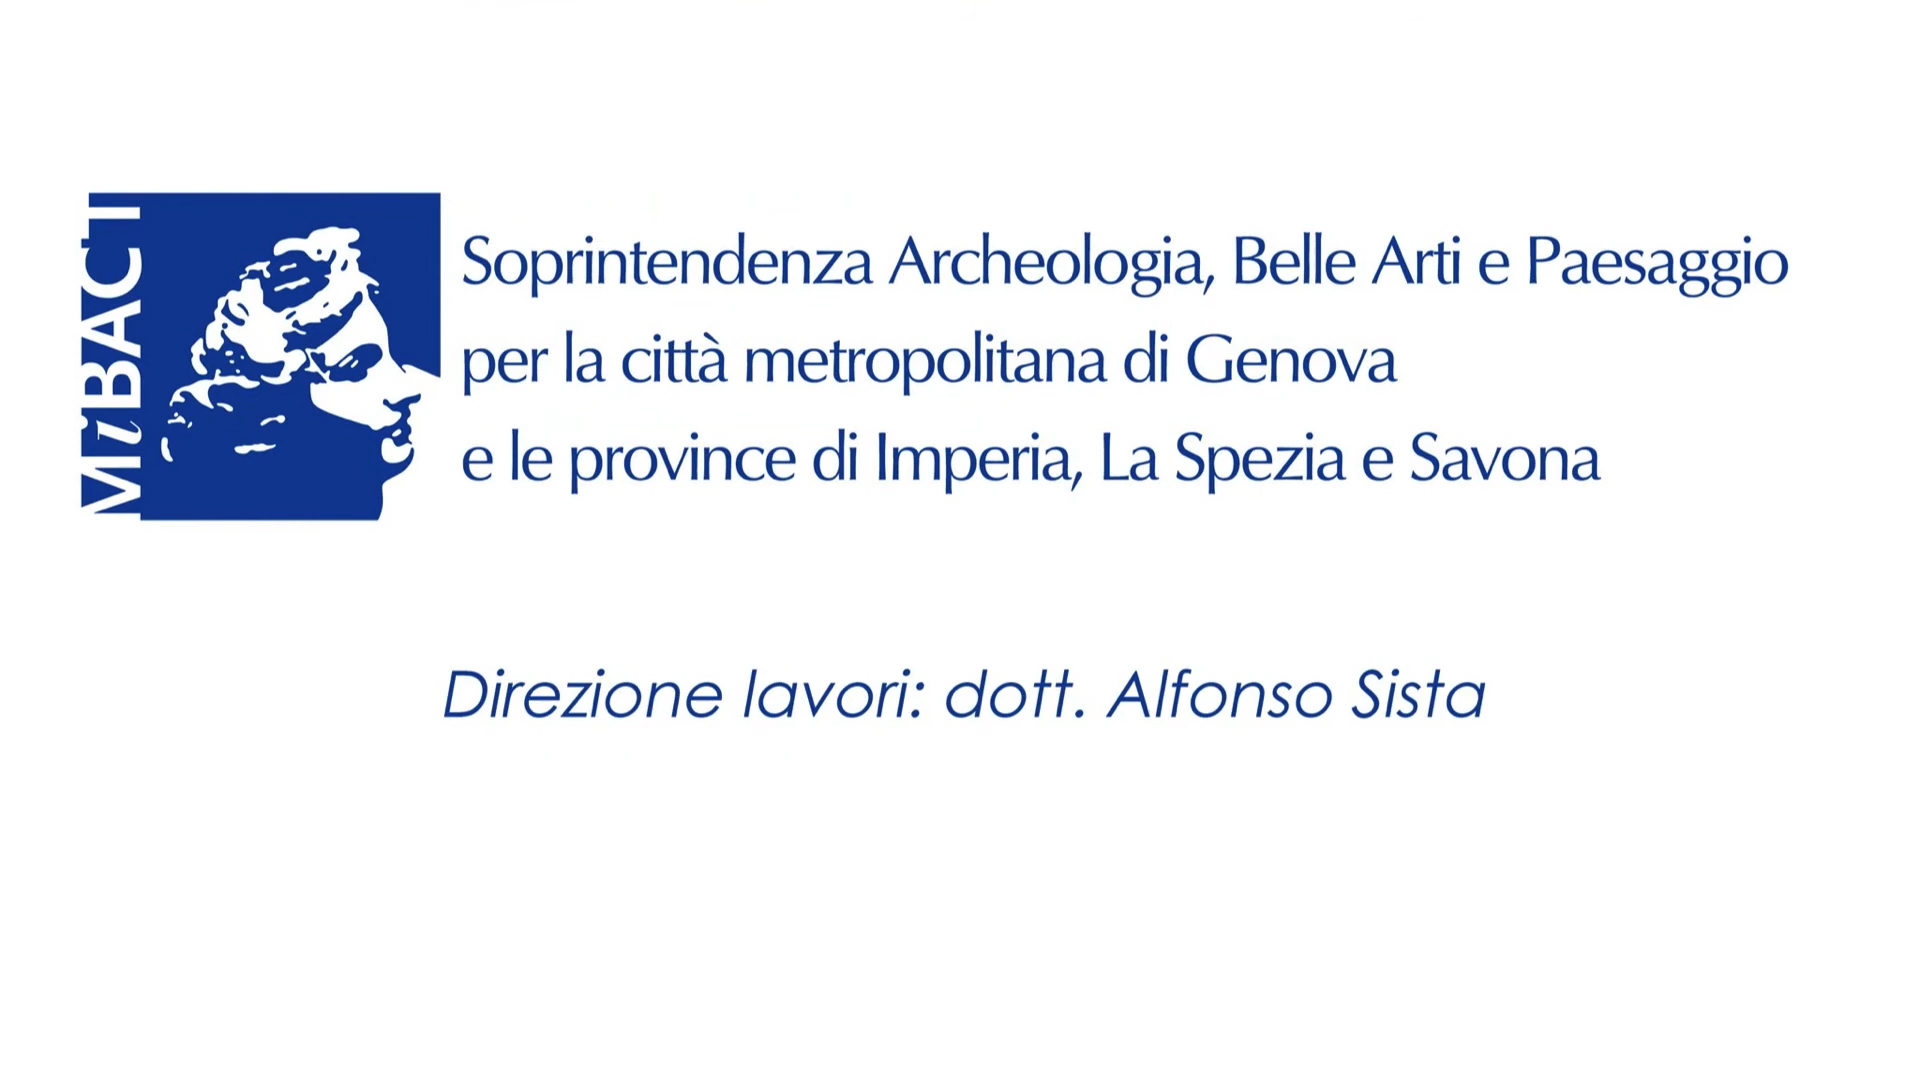 MiBACT
Soprintendenza Archeologia, Belle Arti e Paesaggio
per la città metropolitana di Genova
e le province di Imperia, La Spezia e Savona
Direzione lavori: dott. Alfonso Sista